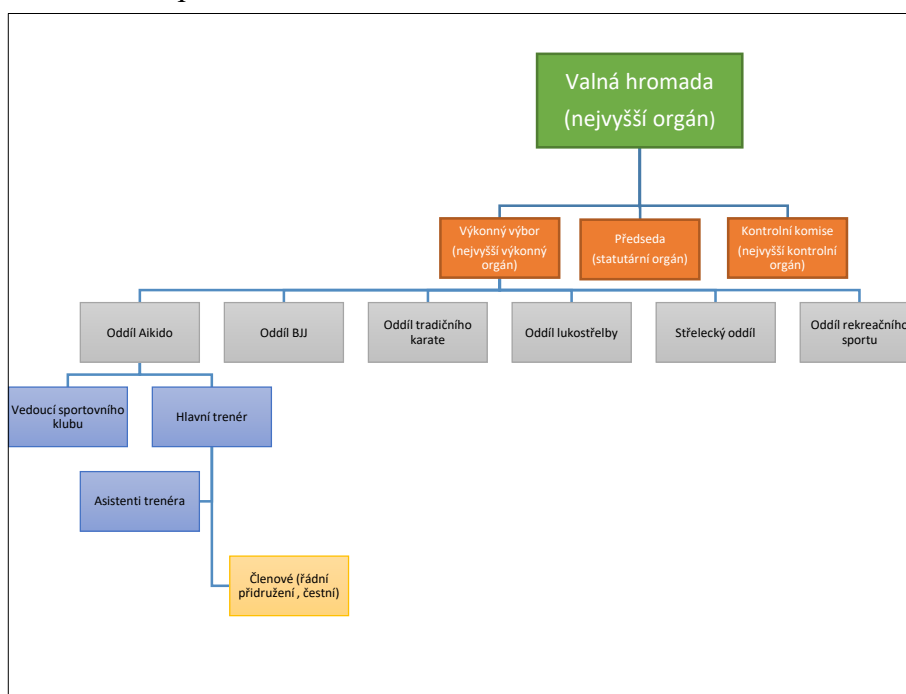 Valná hromada
(nejvyšší orgán)
Výkonný výbor
(nejvyšší výkonný
orgán)
Předseda
(statutární orgán)
Kontrolní komise
(nejvyšší kontrolní
orgán)
Oddíl Aikido
Oddíl BJJ
Oddíl tradičního
karate
Oddíl lukostřelby
Střelecký oddíl
Oddíl rekreačního
sportu
Vedoucí sportovního
klubu
Hlavní trenér
Asistenti trenéra
Členové (řádní
přidružení , čestní)